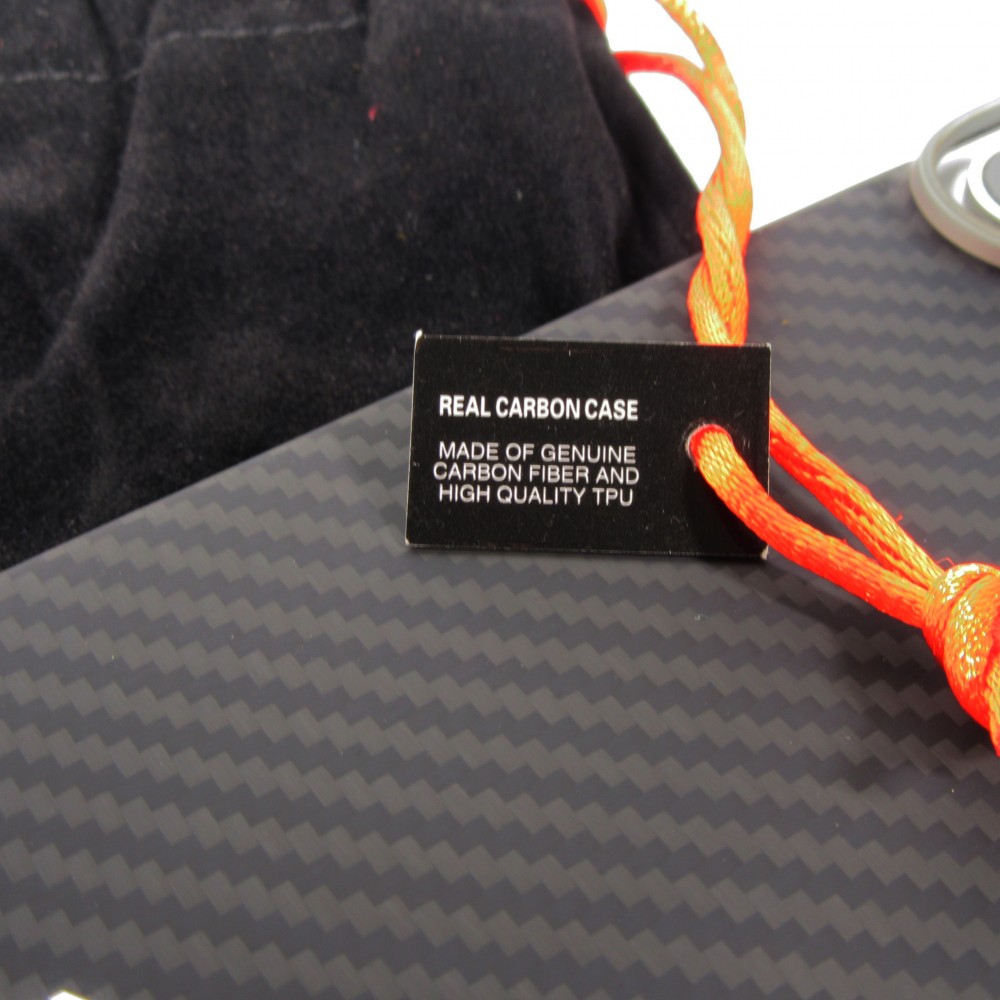 REAL CARBON CASE
MADE OF GENUINE
CARBON FIBER AND
HIGH QUALITY TPU